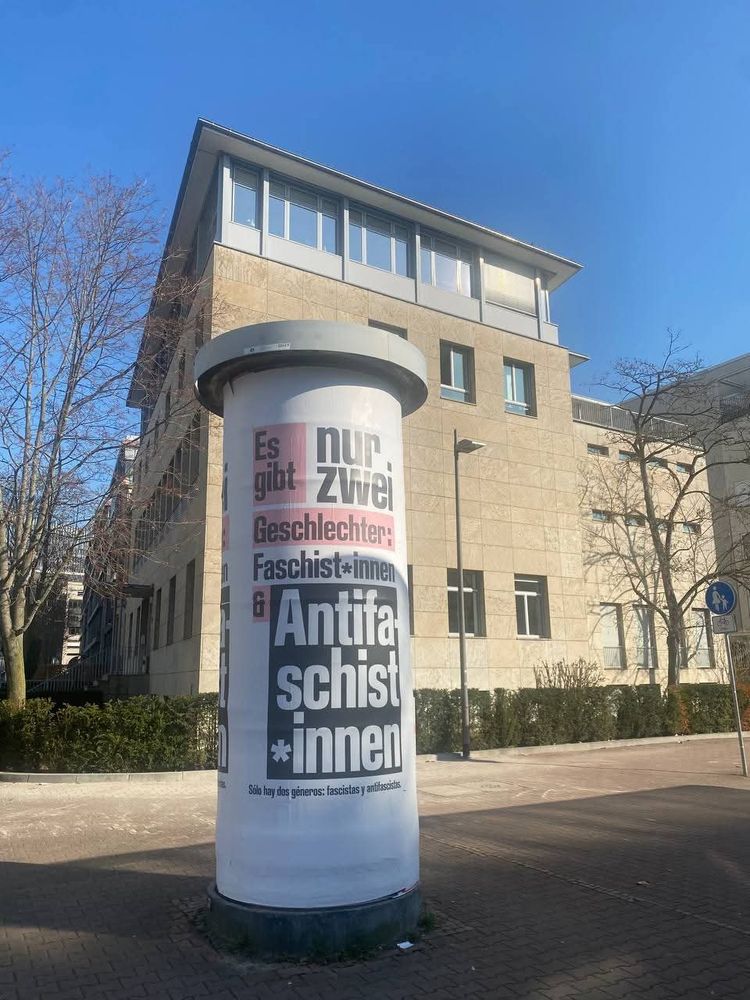 Es gibt
nur zwei
Geschlechter:
Faschist*innen
&
Antifa-
schist
*innen
Sólo hay dos géneros: fascistas y antifascistas.